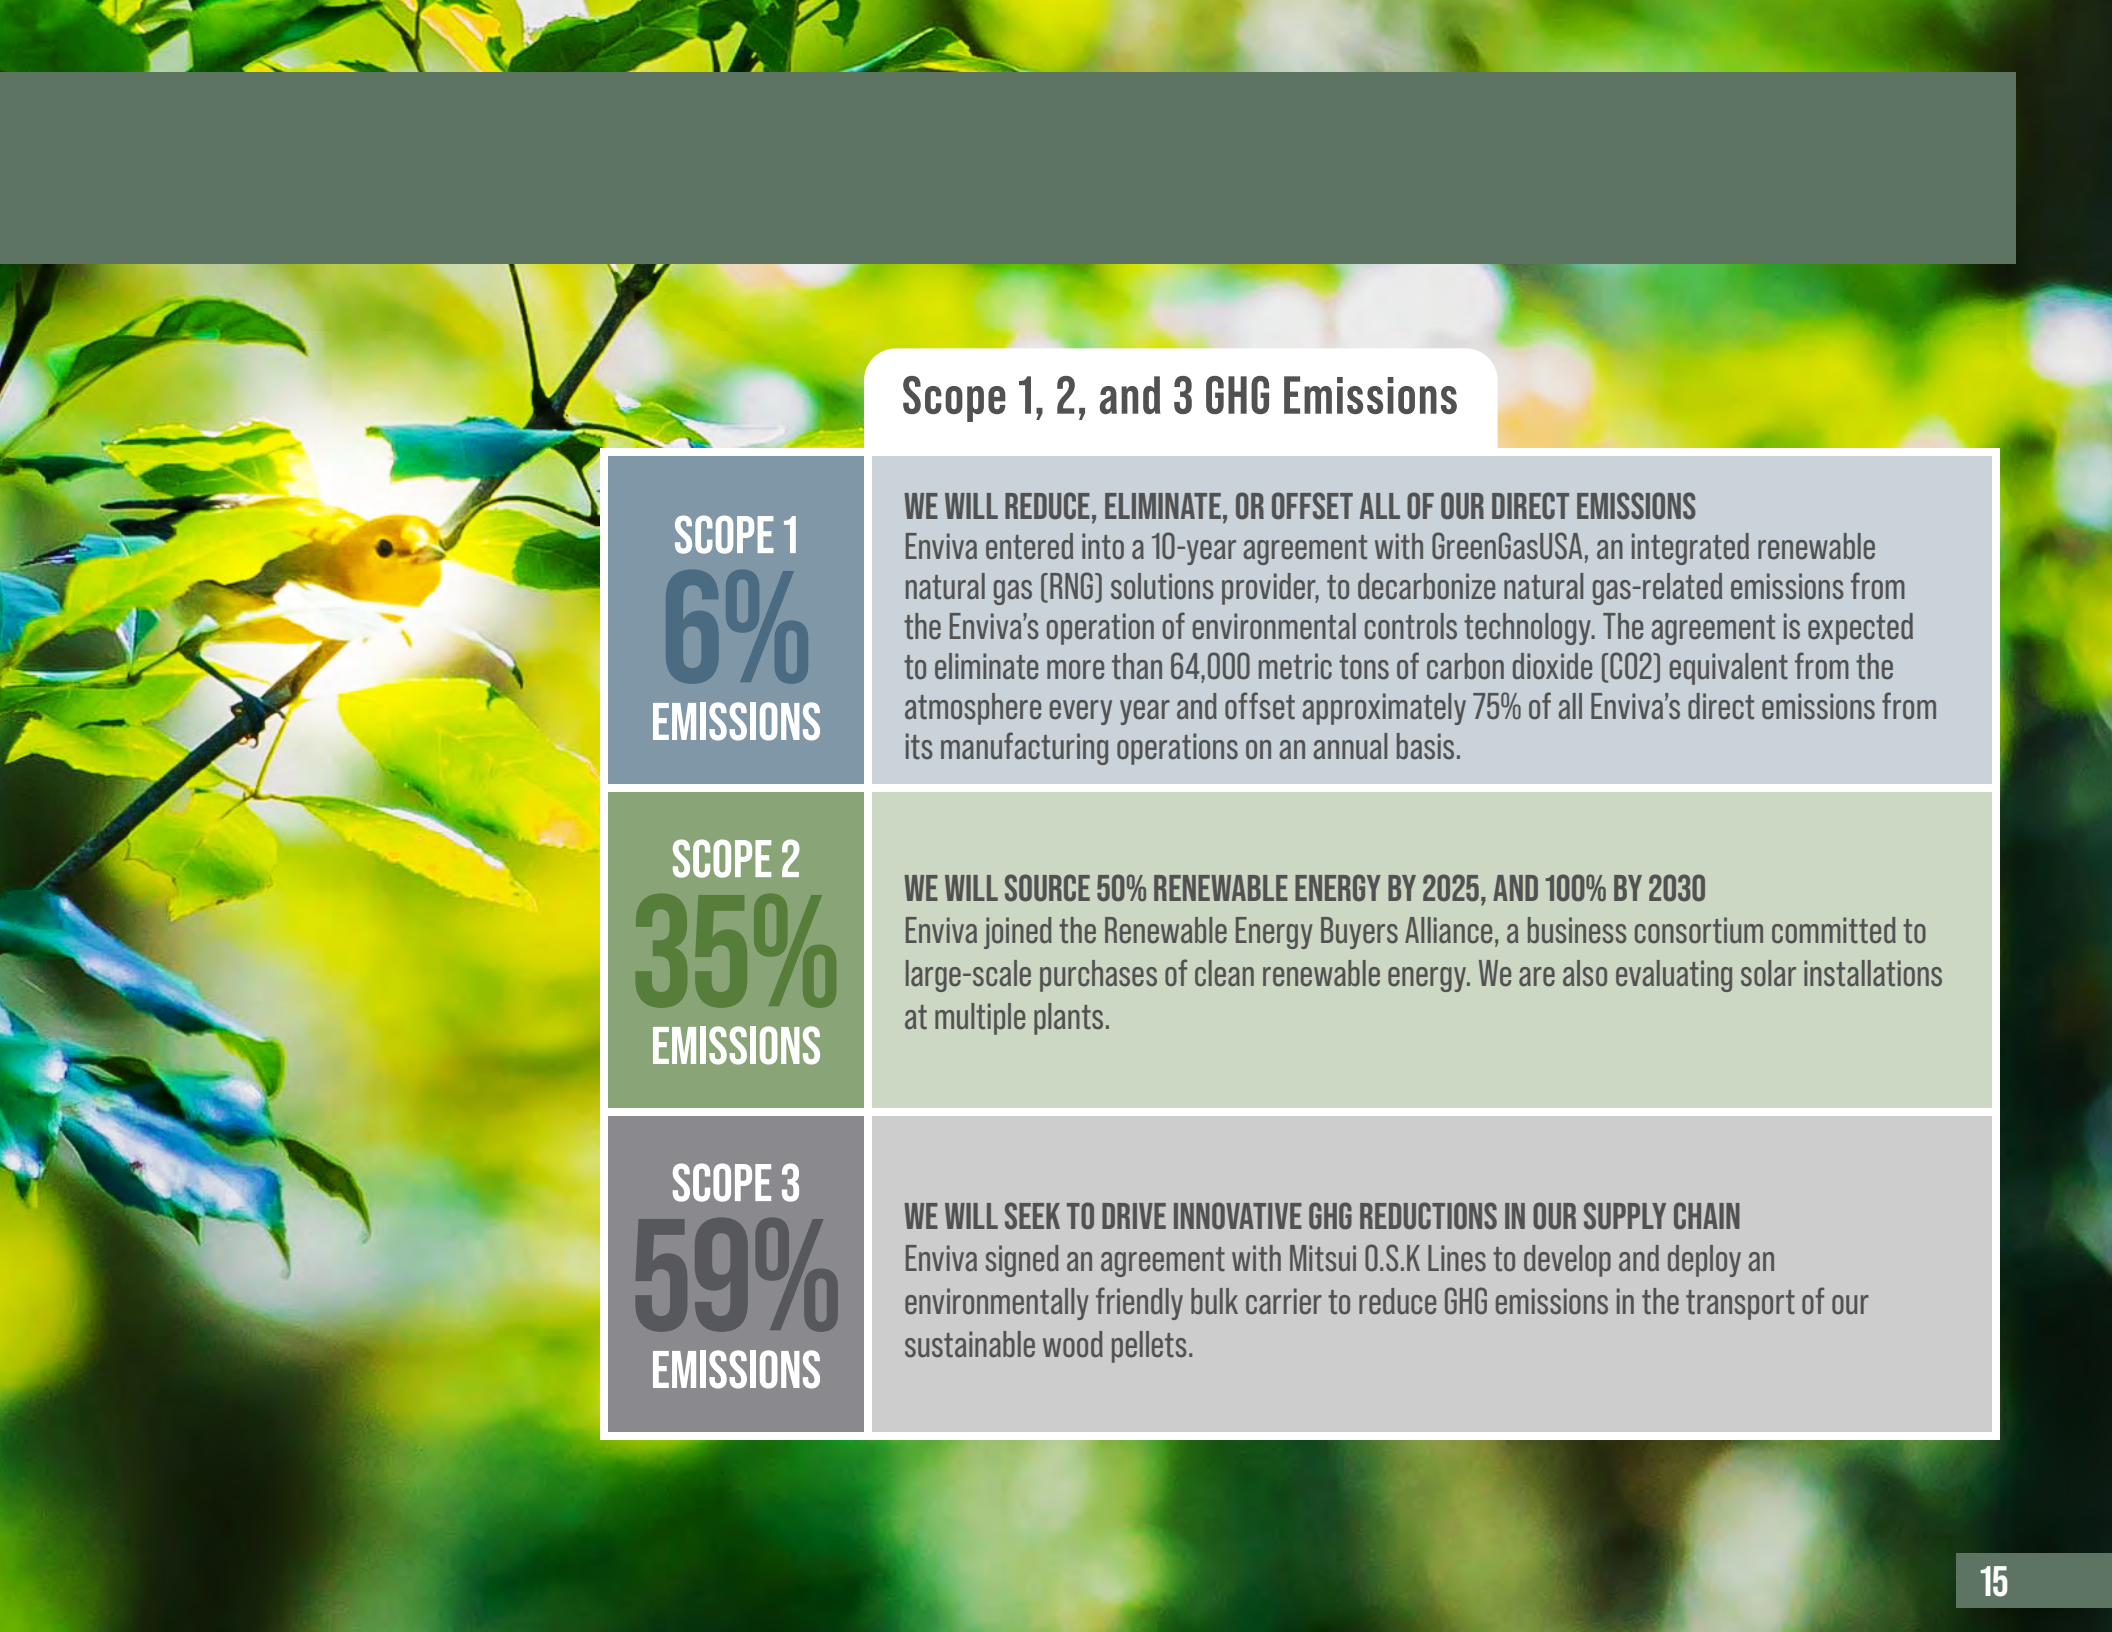 Scope 1, 2, and 3 GHG Emissions
SCOPE 1
6%
EMISSIONS
WE WILL REDUCE, ELIMINATE, OR OFFSET ALL OF OUR DIRECT EMISSIONS
Enviva entered into a 10-year agreement with GreenGasUSA, an integrated renewable
natural gas (RNG) solutions provider, to decarbonize natural gas-related emissions from
the Enviva’s operation of environmental controls technology. The agreement is expected
to eliminate more than 64,000 metric tons of carbon dioxide (CO2) equivalent from the
atmosphere every year and offset approximately 75% of all Enviva’s direct emissions from
its manufacturing operations on an annual basis.
SCOPE 2
35%
EMISSIONS
WE WILL SOURCE 50% RENEWABLE ENERGY BY 2025, AND 100% BY 2030
Enviva joined the Renewable Energy Buyers Alliance, a business consortium committed to
large-scale purchases of clean renewable energy. We are also evaluating solar installations
at multiple plants.
SCOPE 3
59%
EMISSIONS
WE WILL SEEK TO DRIVE INNOVATIVE GHG REDUCTIONS IN OUR SUPPLY CHAIN
Enviva signed an agreement with Mitsui O.S.K Lines to develop and deploy an
environmentally friendly bulk carrier to reduce GHG emissions in the transport of our
sustainable wood pellets.
15